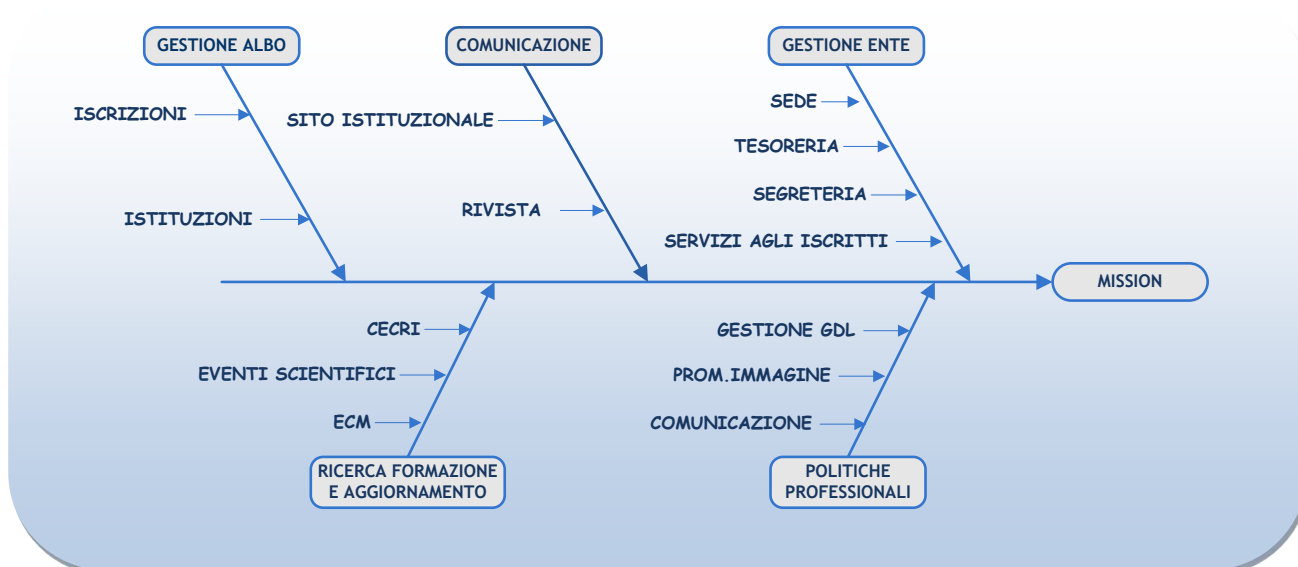 GESTIONE ALBO
COMUNICAZIONE
GESTIONE ENTE
ISCRIZIONI
ISTITUZIONI
SITO ISTITUZIONALE
RIVISTA
SEDE
TESORERIA
SEGRETERIA
SERVIZI AGLI ISCRITTI
MISSION
CECRI
EVENTI SCIENTIFICI
ECM
RICERCA FORMAZIONE
E AGGIORNAMENTO
GESTIONE GDL
PROM.IMMAGINE
COMUNICAZIONE
POLITICHE
PROFESSIONALI